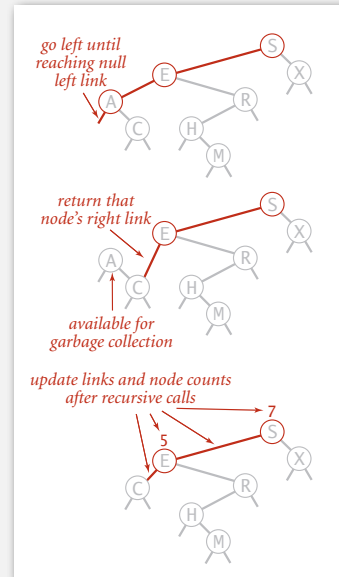 go left until
reaching null
left link
S
E
X
A
R
C
H
M
return that
node's right link
S
E
X
A
R
C
H
M
available for
garbage collection
update links and node counts
after recursive calls
7
5
S
E
X
C
R
H
M